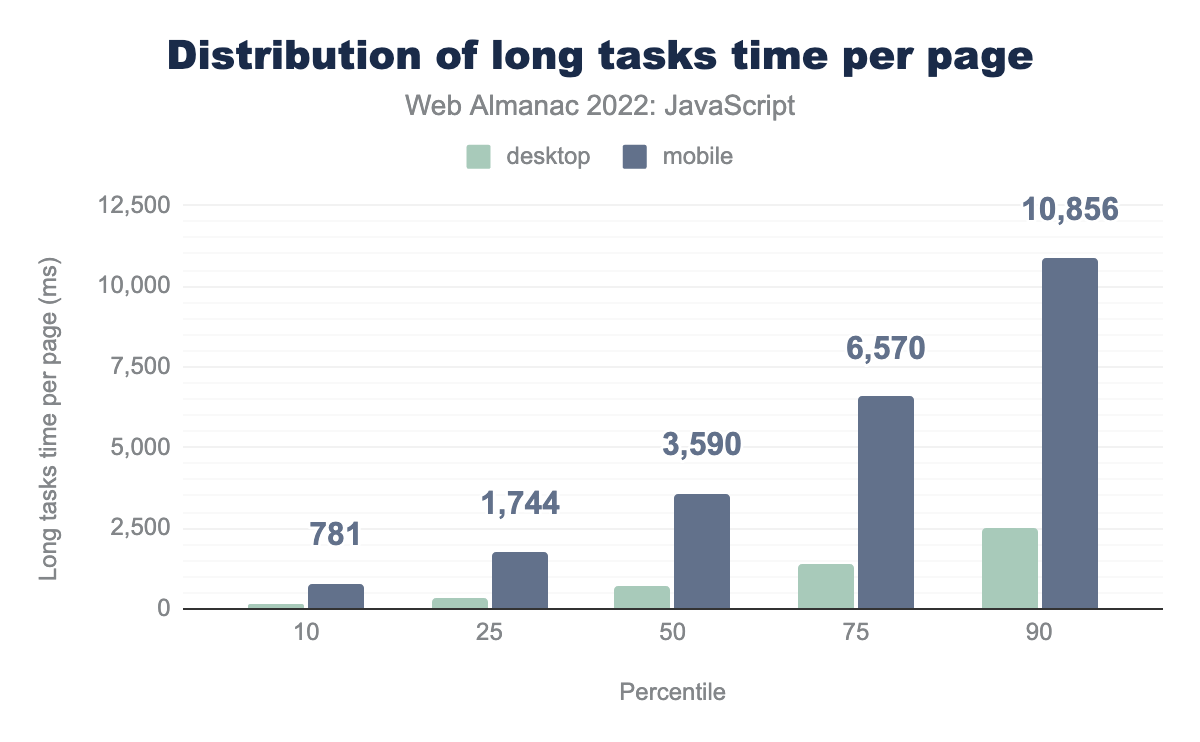 Distribution of long tasks time per page
Web Almanac 2022: JavaScript
desktop
mobile
Long tasks time per page (ms)
12,500
10,000
7,500
5,000
2,500
0
781
1,744
3,590
6,570
10,856
10
25
50
75
90
Percentile